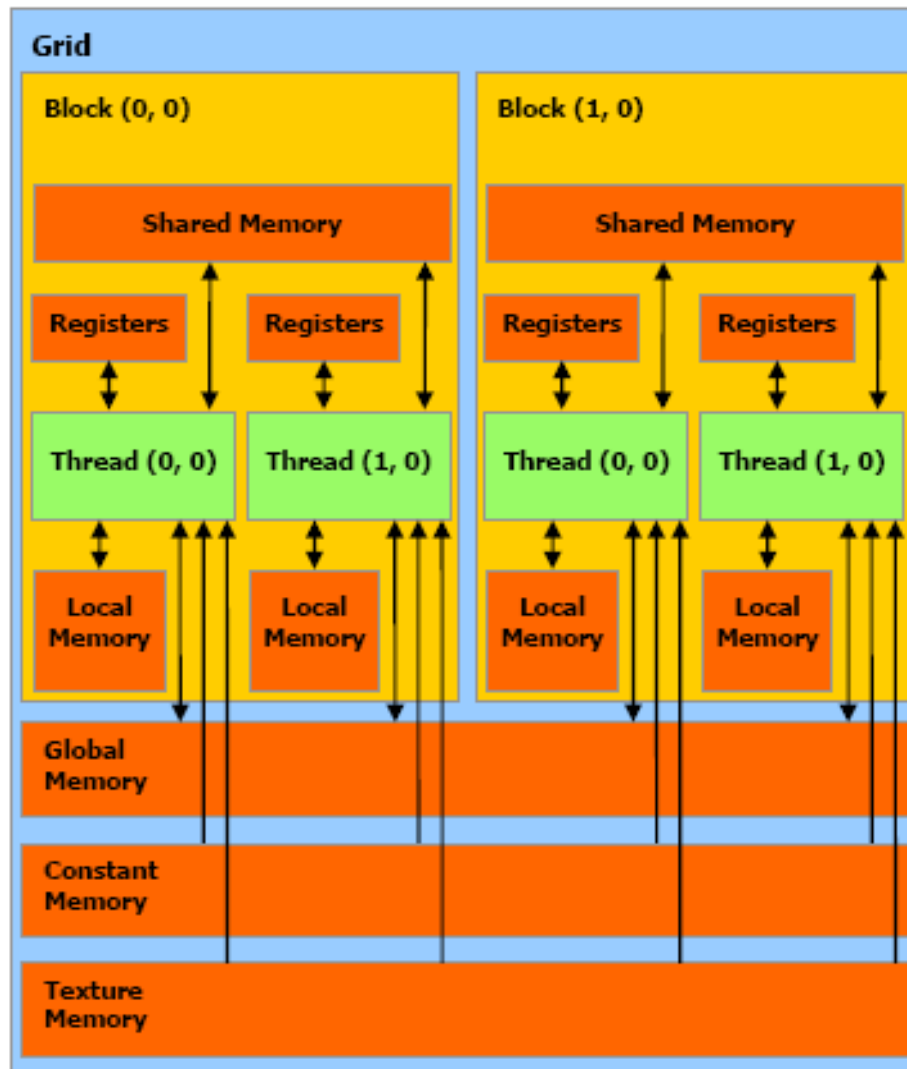 Grid
Block (0, 0)
Block (1, 0)
Shared Memory
Shared Memory
Registers
Registers
Registers
Registers
Thread (0, 0)
Thread (1, 0)
Thread (0, 0)
Thread (1, 0)
Local
Memory
Local
Memory
Local
Memory
Local
Memory
Global
Memory
Constant
Memory
Texture
Memory